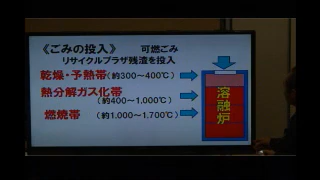 《ごみの投入》 可燃ごみ
リサイクルプラザ残渣を投入
乾燥・予熱帯(約300～400℃)
熱分解ガス化帯
(約400～1,000℃)
燃焼帯 (約1.000～1.700℃)
溶融炉